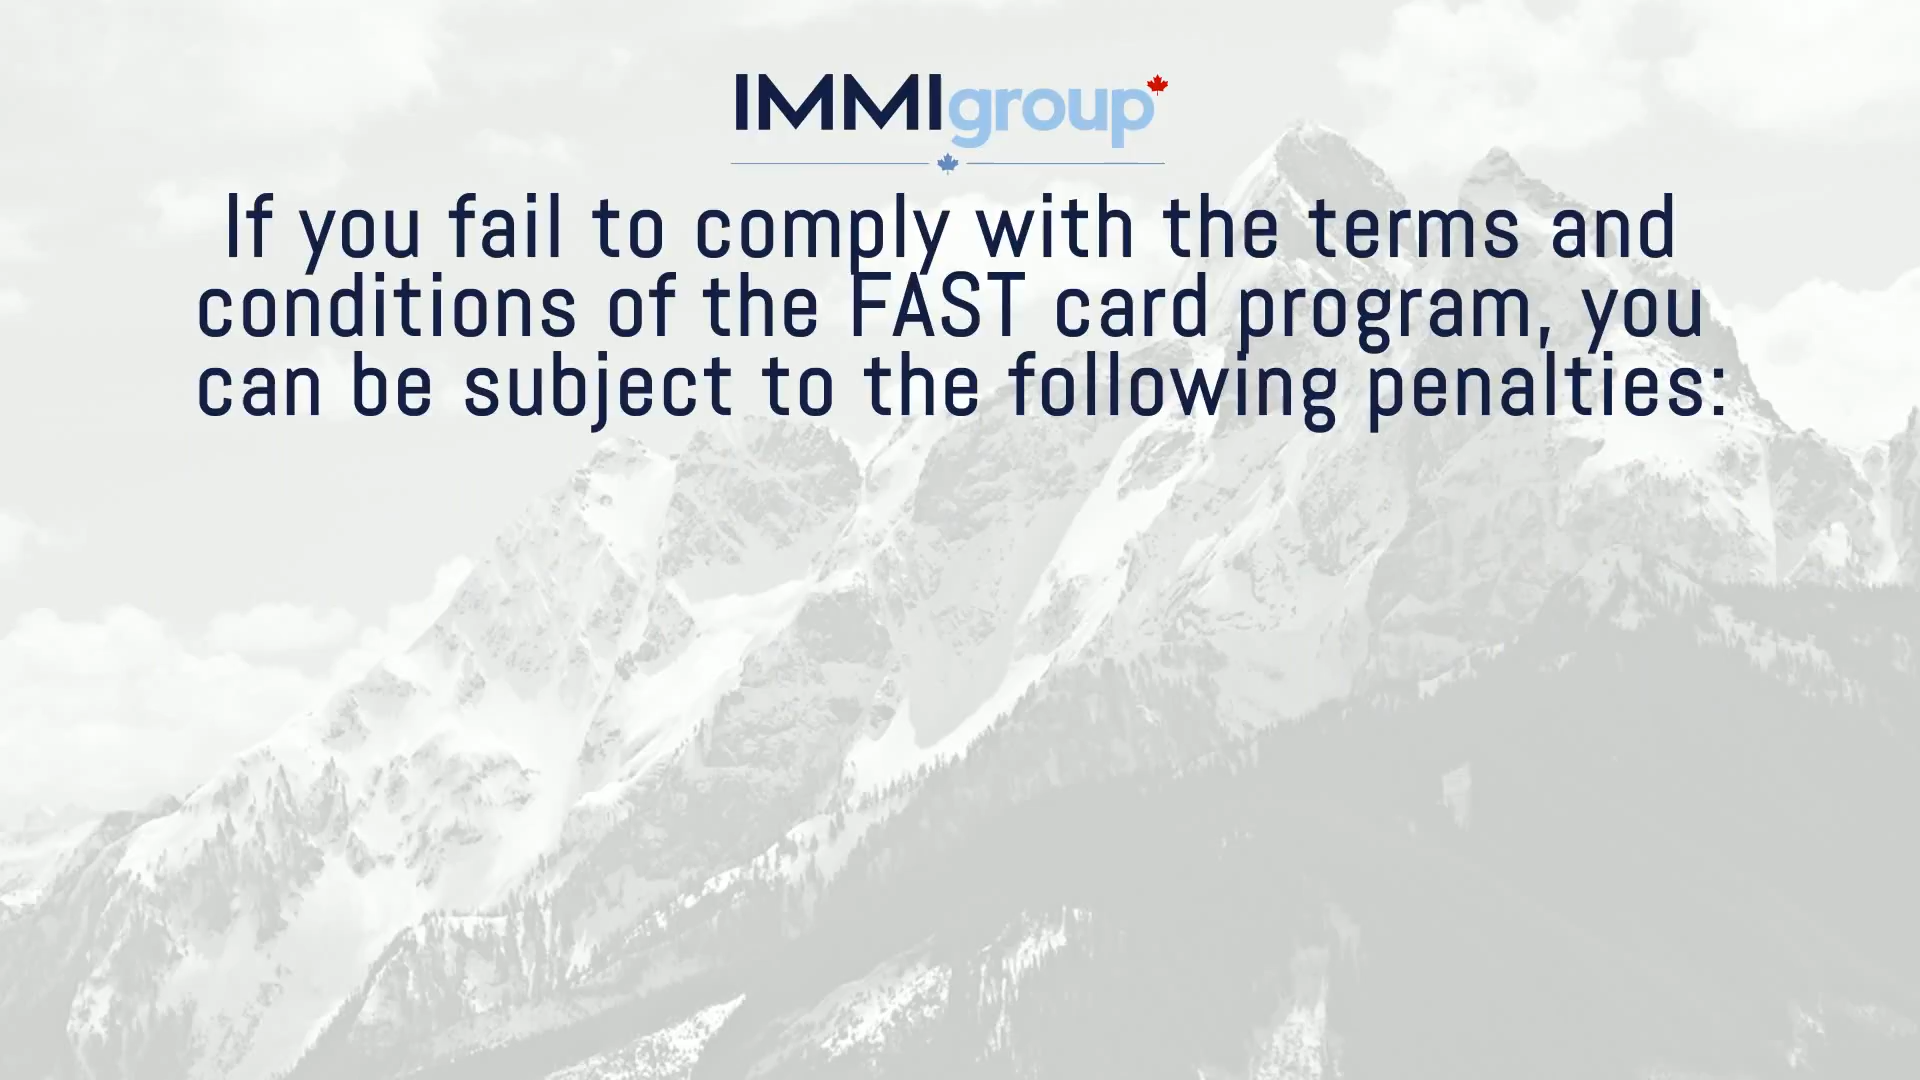 IMMIgroup
If you fail to comply with the terms and
conditions of the FAST card program, you
can be subject to the following penalties: